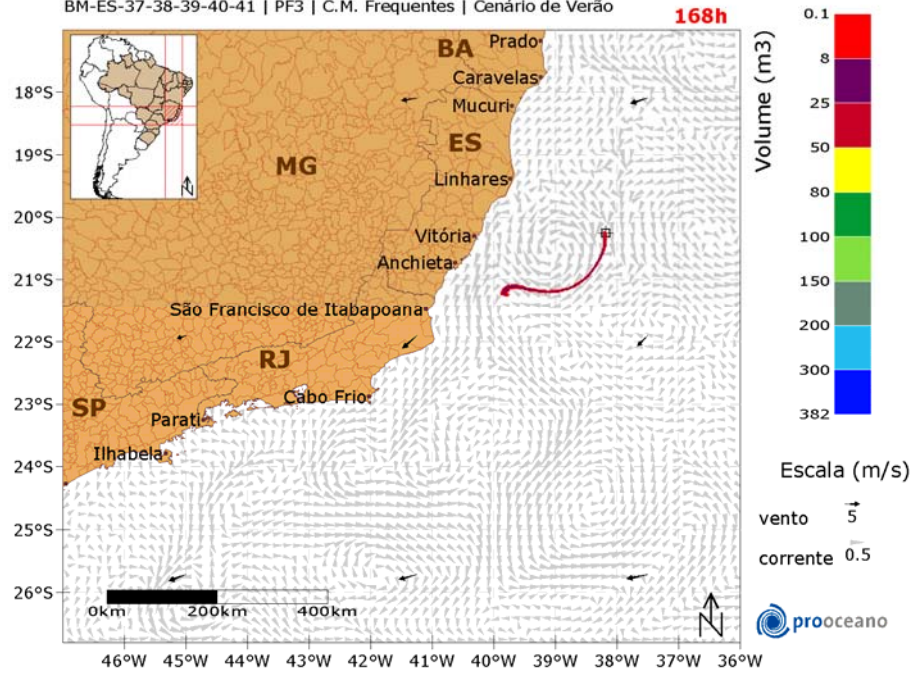 BM-ES-37-38-39-40-41 | PF3 | C.M. Frequentes | Cenário de Verão
168h
BA
Prado
Caravelas
Mucuri
ES
MG
Linhares
Vitória
Anchieta
São Francisco de Itabapoana
RJ
Cabo Frio
SP
Parati
Ilhabela
18°S
19°S
20°S
21°S
22°S
23°S
24°S
25°S
26°S
0km
200km
400km
N
N
46°W
45°W
44°W
43°W
42°W
41°W
40°W
39°W
38°W
37°W
36°W
Volume (m3)
0.1
8
25
50
80
100
150
200
300
382
Escala (m/s)
vento 5
corrente 0.5
prooceano